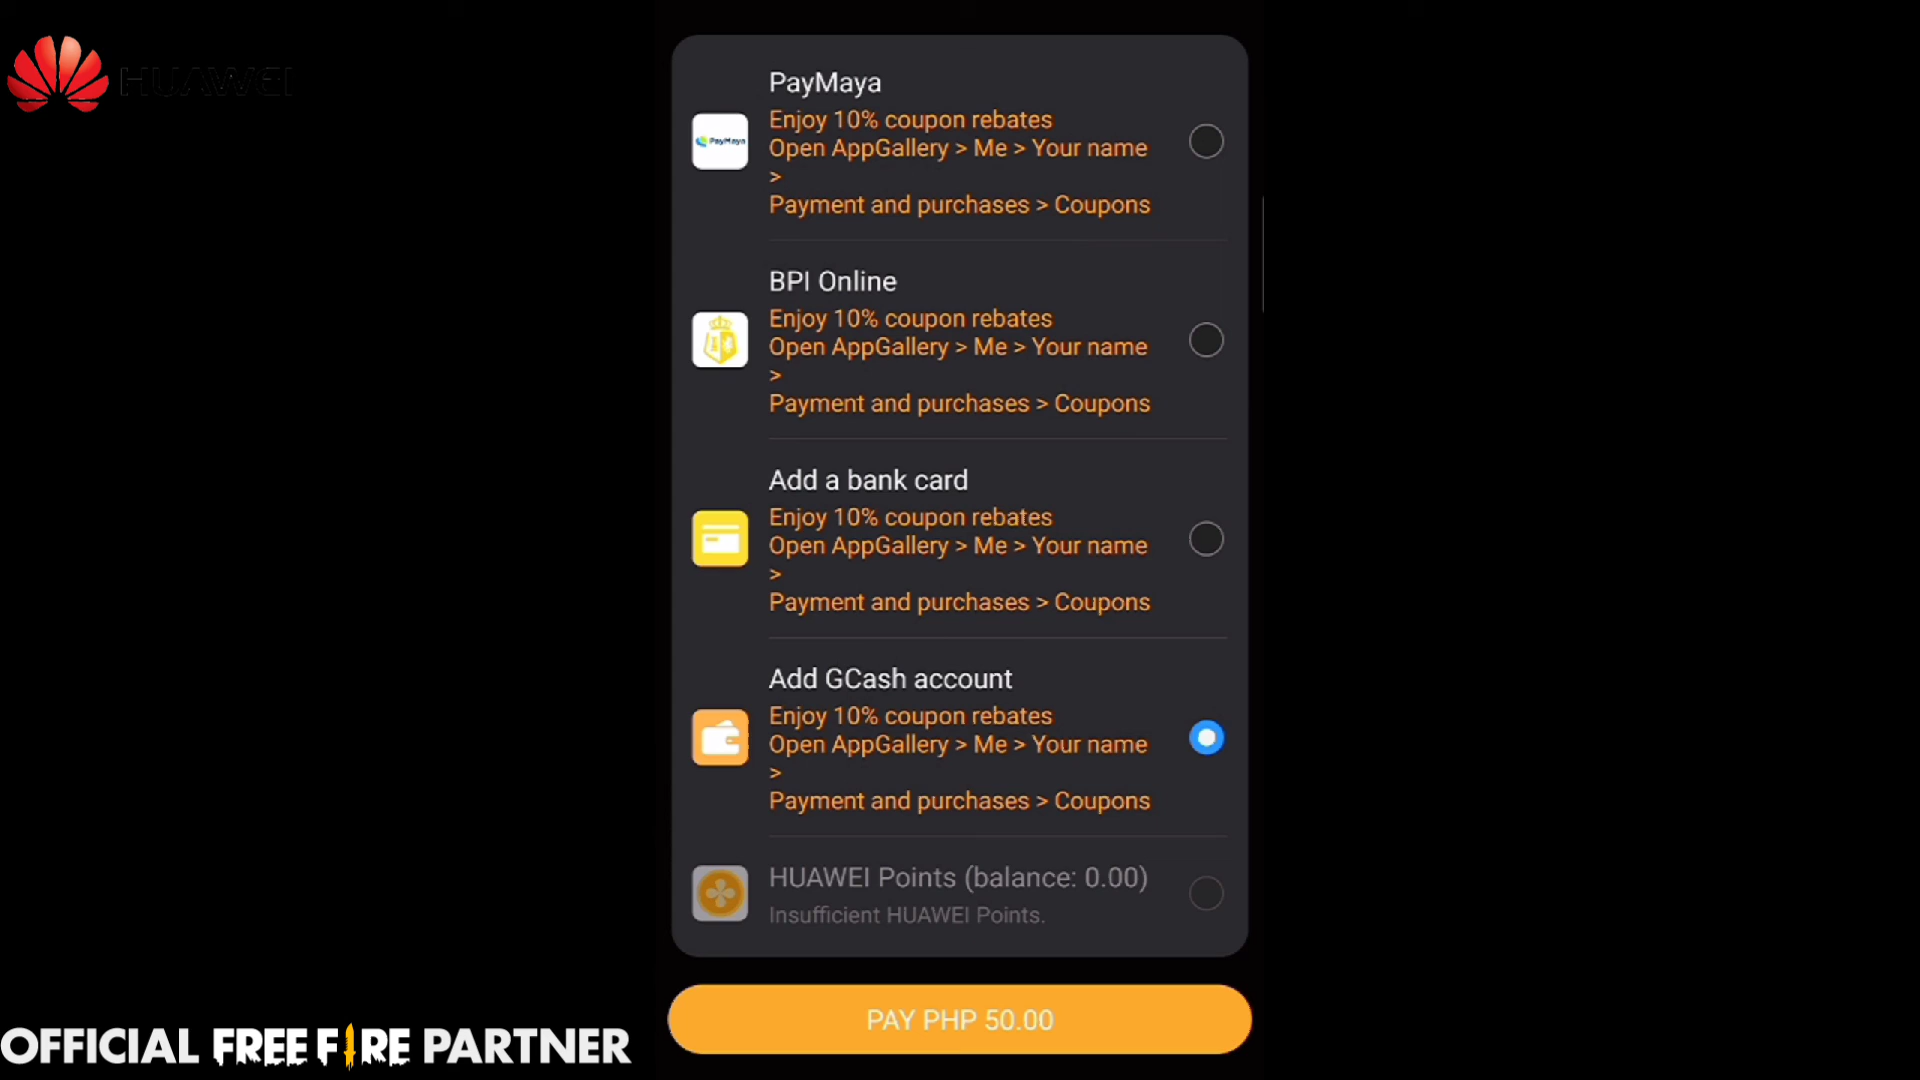 HUAWEI
PayMaya
Enjoy 10% coupon rebates
Open AppGallery > Me > Your name
>
Payment and purchases > Coupons
PayMaya
BPI Online
Enjoy 10% coupon rebates
Open AppGallery > Me > Your name
>
Payment and purchases > Coupons
Add a bank card
Enjoy 10% coupon rebates
Open AppGallery > Me > Your name
>
Payment and purchases > Coupons
Add GCash account
Enjoy 10% coupon rebates
Open AppGallery > Me > Your name
>
Payment and purchases > Coupons
HUAWEI Points (balance: 0.00)
Insufficient HUAWEI Points.
PAY PHP 50.00
OFFICIAL FREE FIRE PARTNER